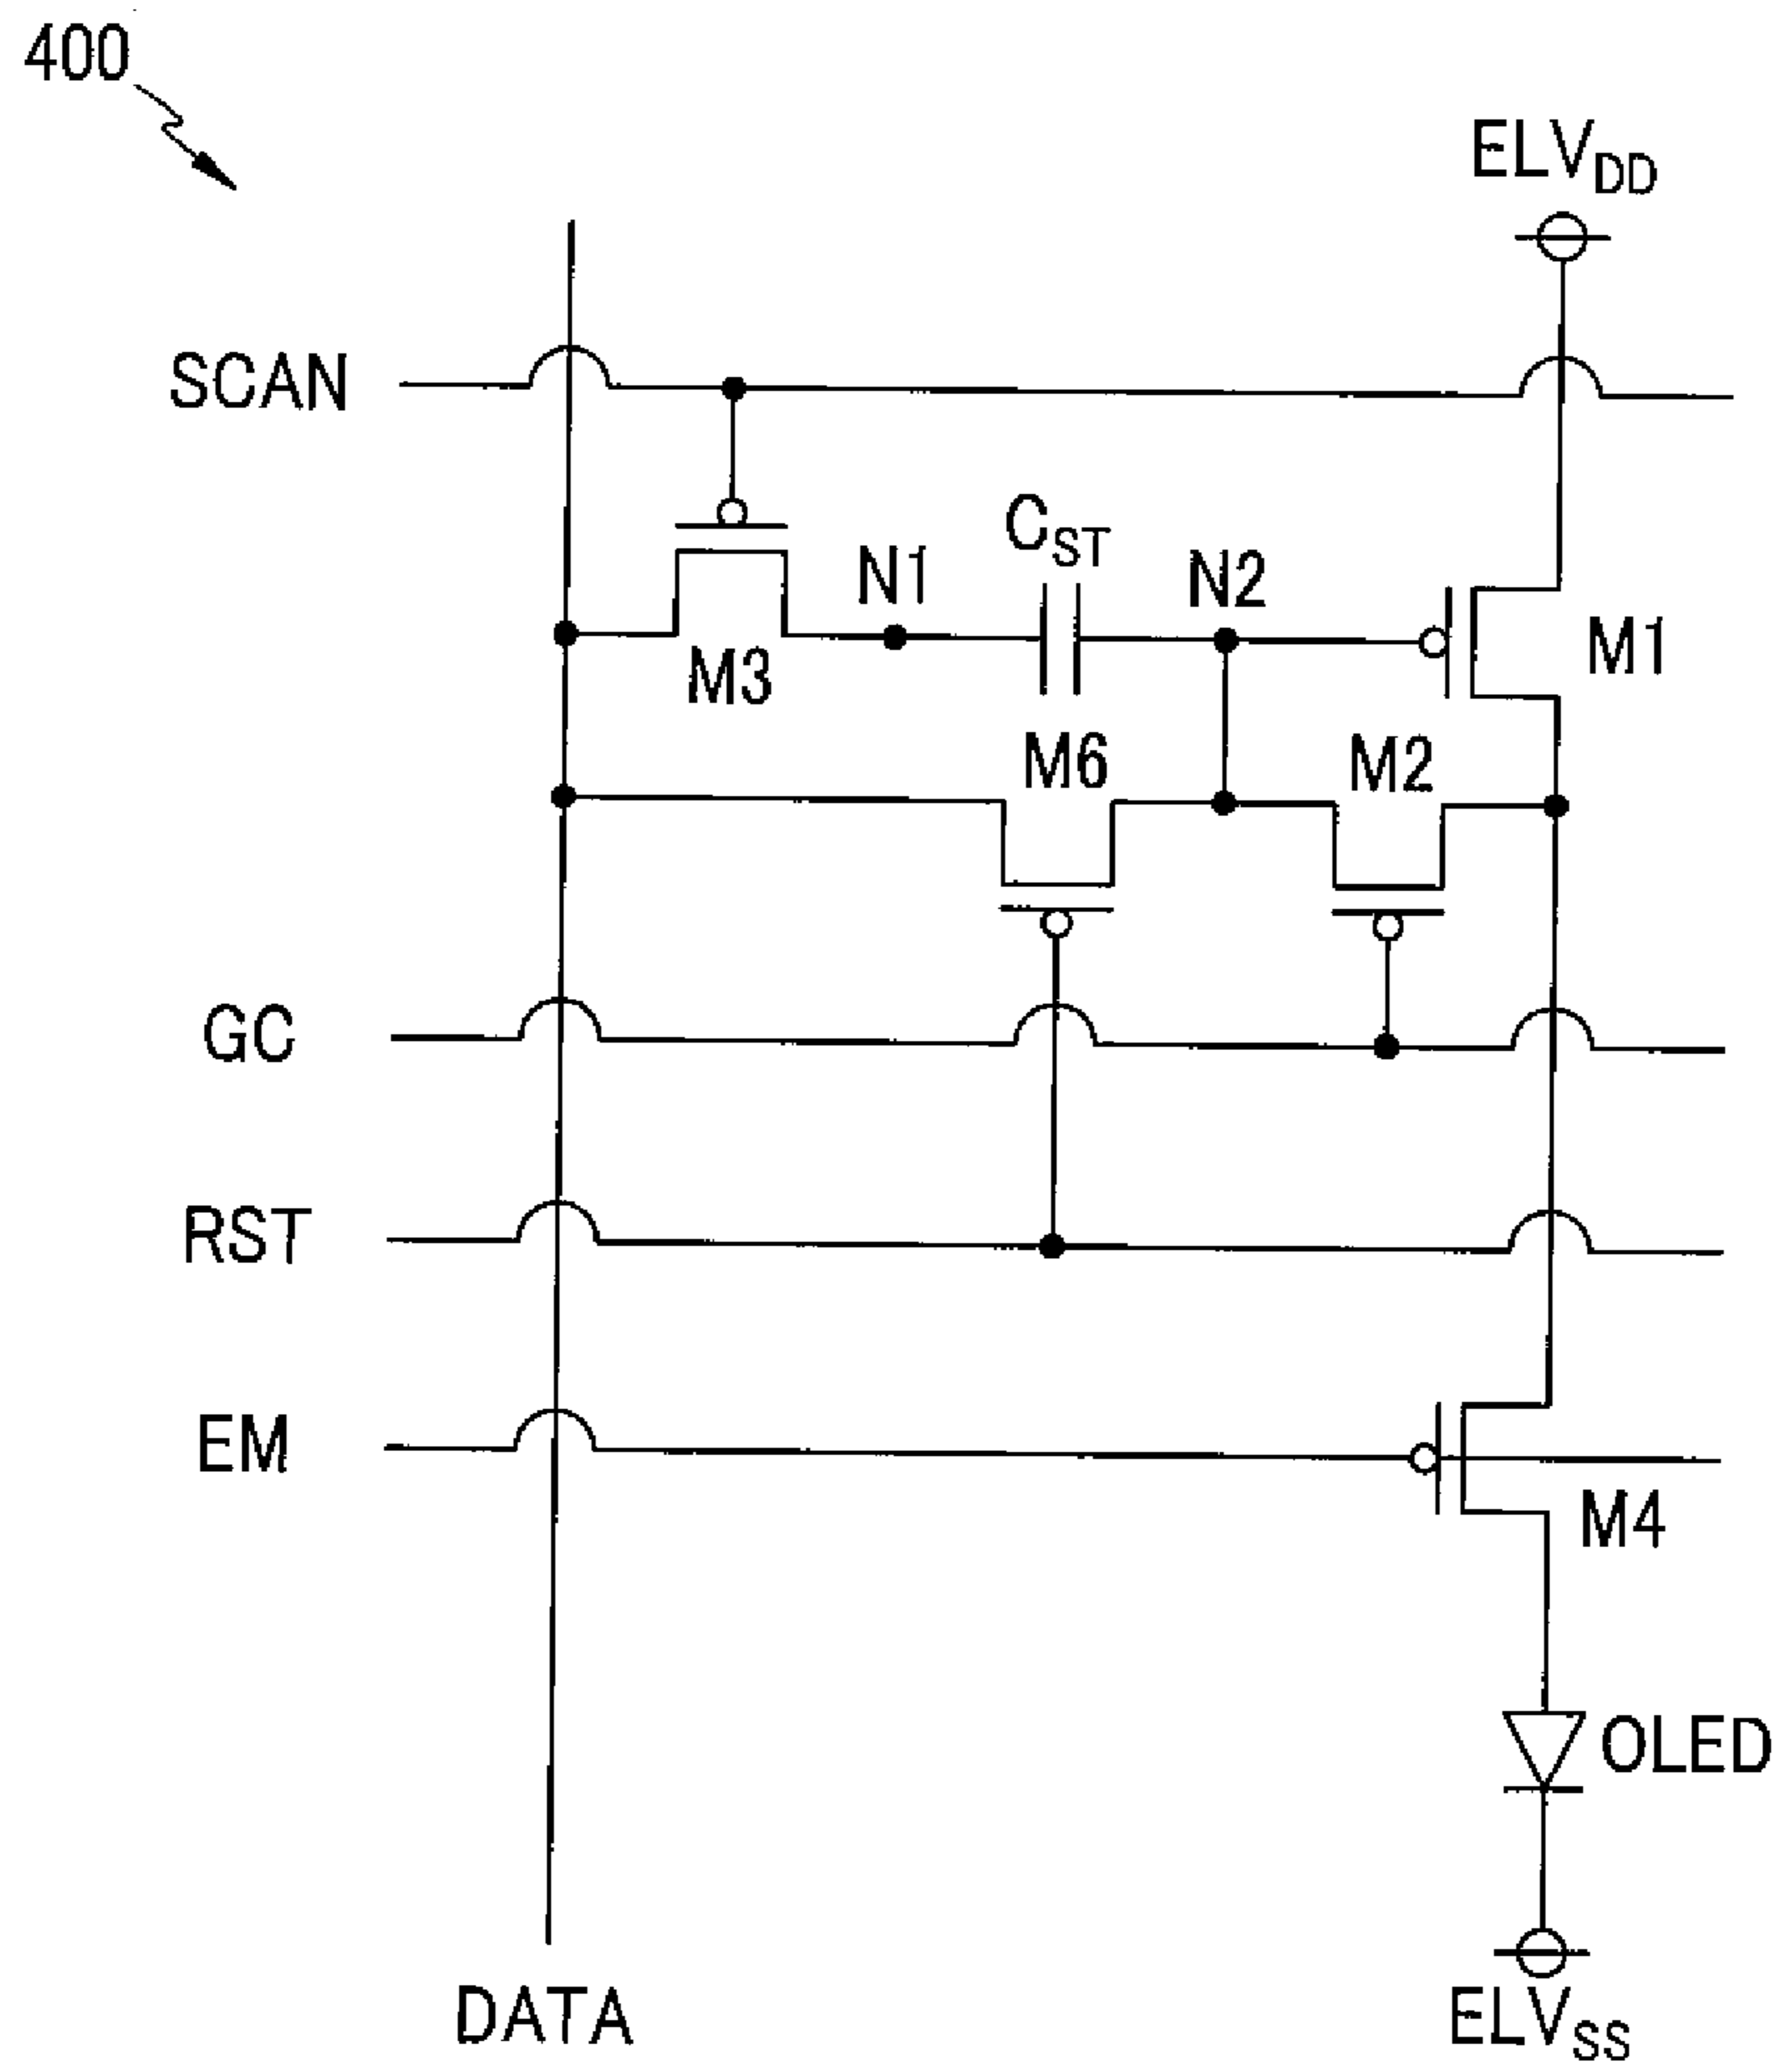 400
ELVDD
SCAN
CST
N1
N2
M1
M3
M6
M2
GC
RST
EM
M4
OLED
DATA
ELVSS